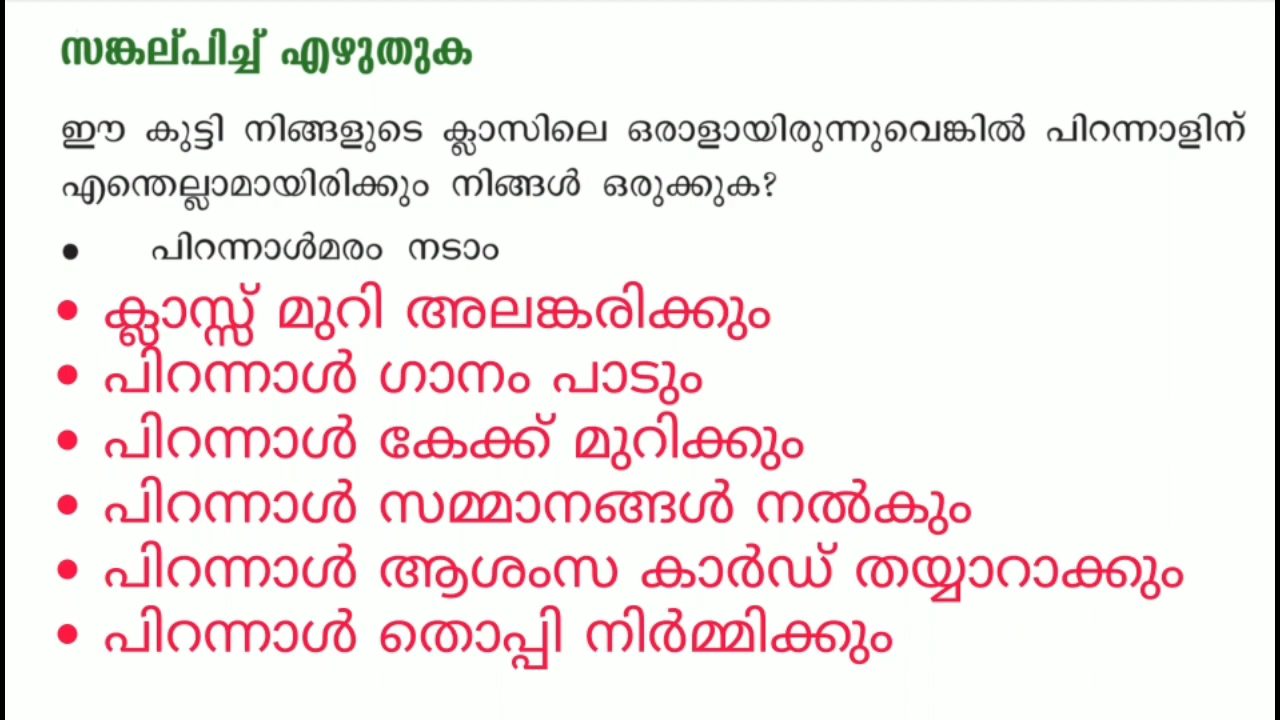 സങ്കല്പിച്ച് എഴുതുക
ഈ കുട്ടി നിങ്ങളുടെ ക്ലാസിലെ ഒരാളായിരുന്നുവെങ്കിൽ പിറന്നാളിന്
എന്തെല്ലാമായിരിക്കും നിങ്ങൾ ഒരുക്കുക?
• പിറന്നാൾമരം നടാം
• ക്ലാസ്സ് മുറി അലങ്കരിക്കും
• പിറന്നാൾ ഗാനം പാടും
• പിറന്നാൾ കേക്ക് മുറിക്കും
• പിറന്നാൾ സമ്മാനങ്ങൾ നൽകും
• പിറന്നാൾ ആശംസ കാർഡ് തയ്യാറാക്കും
• പിറന്നാൾ തൊപ്പി നിർമ്മിക്കും